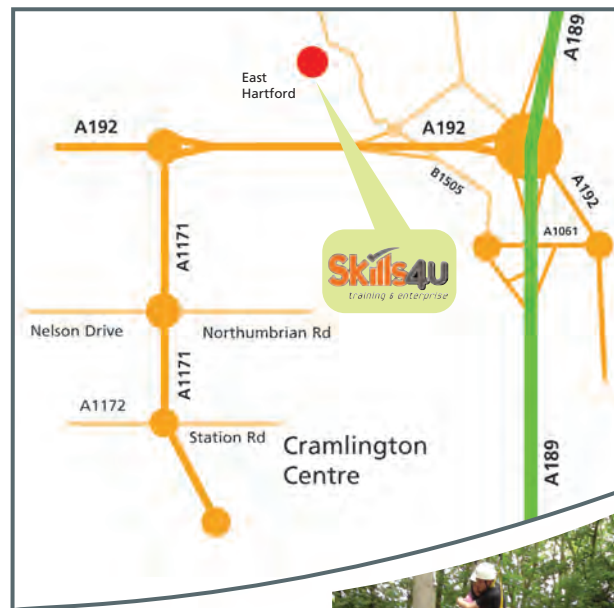 A189
East
Hartford
A192
A192
B1505
A192
A1061
A1171
Skills4U
training & enterprise
Nelson Drive
Northumbrian Rd
A1171
A1172
Station Rd
Cramlington
Centre
A189